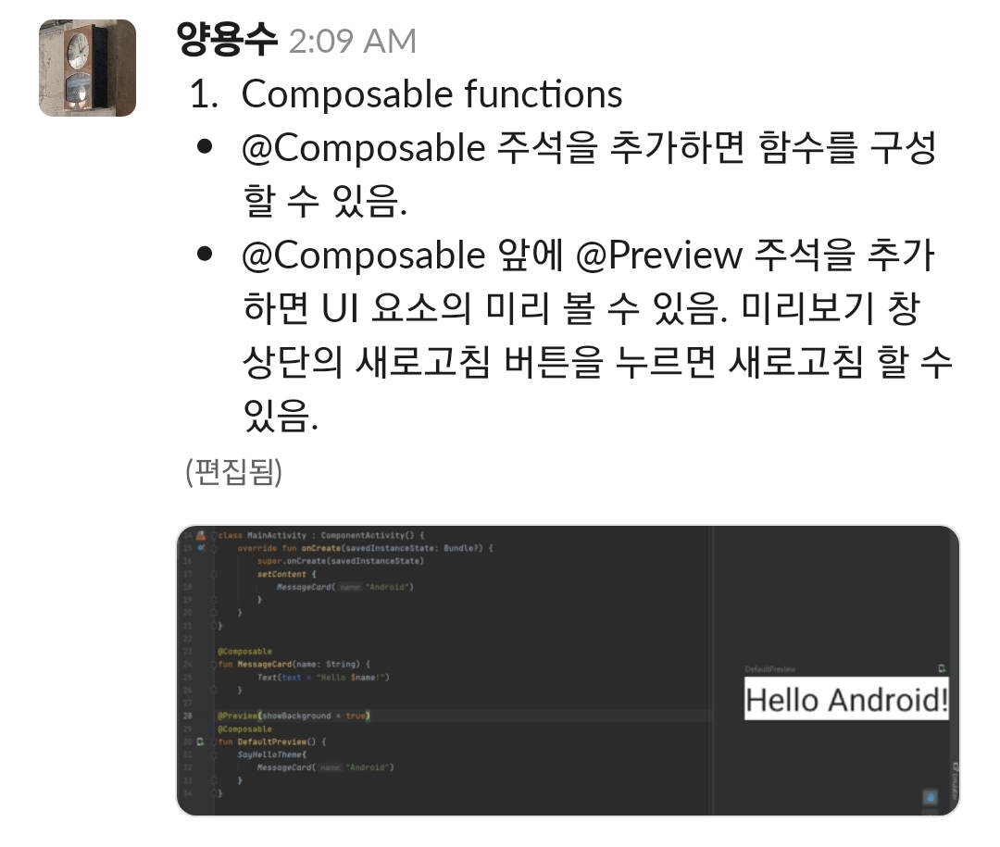 양용수 2:09 AM
1. Composable functions
• @Composable 주석을 추가하면 함수를 구성
할 수 있음.
• @Composable 앞에 @Preview 주석을 추가
하면 UI 요소의 미리 볼 수 있음. 미리보기 창
상단의 새로고침 버튼을 누르면 새로고침 할 수
있음.
(편집됨)
14 class MainActivity : ComponentActivity() {
15 override fun onCreate(savedInstanceState: Bundle?) {
16 super.onCreate(savedInstanceState)
17 setContent {
18 MessageCard( name: "Android")
19 }
20 }
21 }
22
23 @Composable
24 fun MessageCard(name: String) {
25 Text(text = "Hello $name!")
26 }
27
28 @Preview(showBackground = true)
29 @Composable
30 fun DefaultPreview() {
31 SayHelloTheme{
32 MessageCard( name: "Android")
33 }
34 }
DefaultPreview
Hello Android!
Emulator